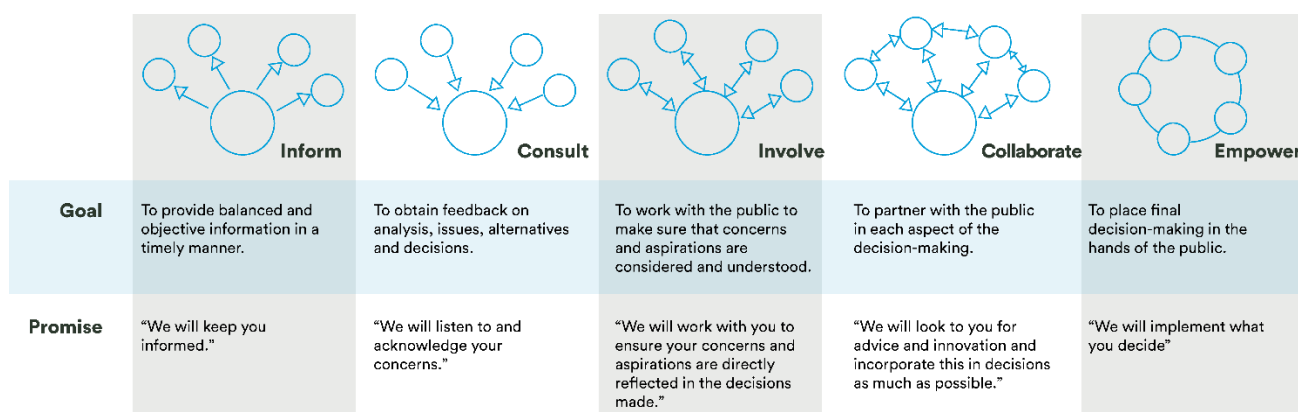 Inform
Consult
Involve
Collaborate
Empower
Goal
To provide balanced and
objective information in a
timely manner.
To obtain feedback on
analysis, issues, alternatives
and decisions.
To work with the public to
make sure that concerns
and aspirations are
considered and understood.
To partner with the public
in each aspect of the
decision-making.
To place final
decision-making in the
hands of the public.
Promise
“We will keep you
informed.”
“We will listen to and
acknowledge your
concerns.”
“We will work with you to
ensure your concerns and
aspirations are directly
reflected in the decisions
made.”
“We will look to you for
advice and innovation and
incorporate this in decisions
as much as possible.”
“We will implement what
you decide”